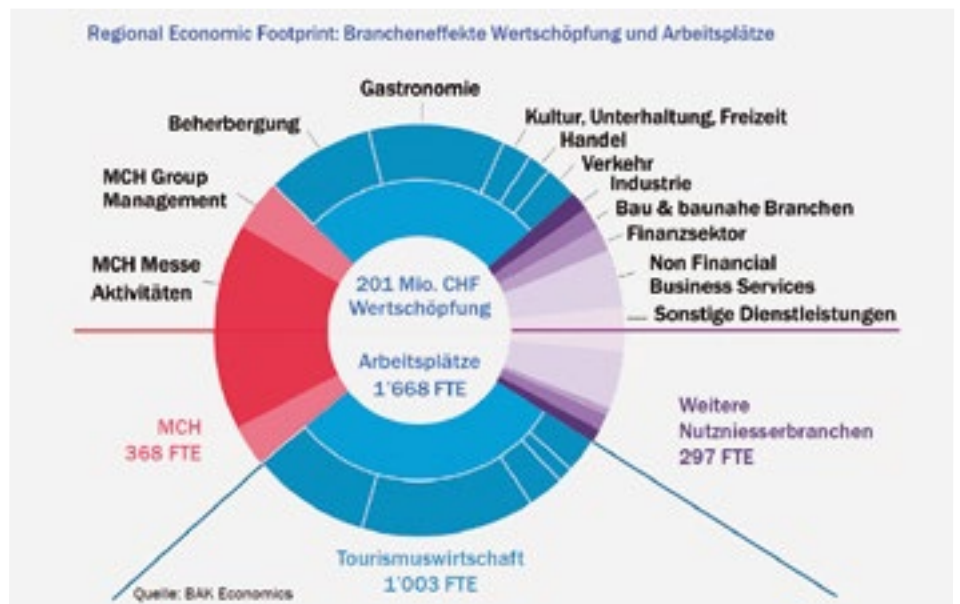 Regional Economic Footprint: Brancheneffekte Wertschöpfung und Arbeitsplätze
Gastronomie
Beherbergung
Kultur, Unterhaltung, Freizeit
Handel
Verkehr
MCH Group
Management
Industrie
Bau & baunahe Branchen
Finanzsektor
MCH Messe
Aktivitäten
Non Financial
Business Services
Sonstige Dienstleistungen
201 Mio. CHF
Wertschöpfung
Arbeitsplätze
1'668 FTE
MCH
368 FTE
Weitere
Nutzniesserbranchen
297 FTE
Tourismuswirtschaft
1'003 FTE
Quelle: BAK Economics